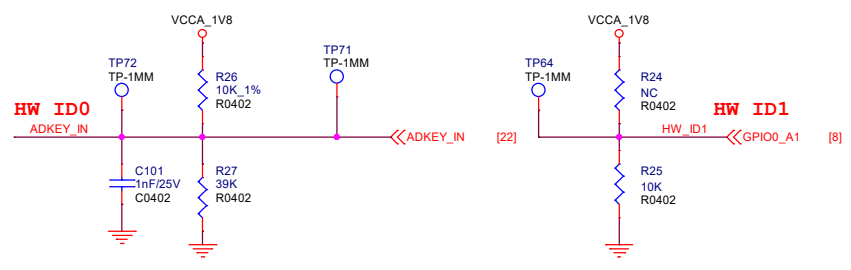 VCCA_1V8
VCCA_1V8
TP72
TP-1MM
TP71
TP-1MM
TP64
TP-1MM
R26
10K_1%
R0402
R24
NC
R0402
HW ID0
HW ID1
ADKEY_IN
ADKEY_IN
[22]
HW_ID1
GPIO0_A1
[8]
C101
1nF/25V
C0402
R27
39K
R0402
R25
10K
R0402